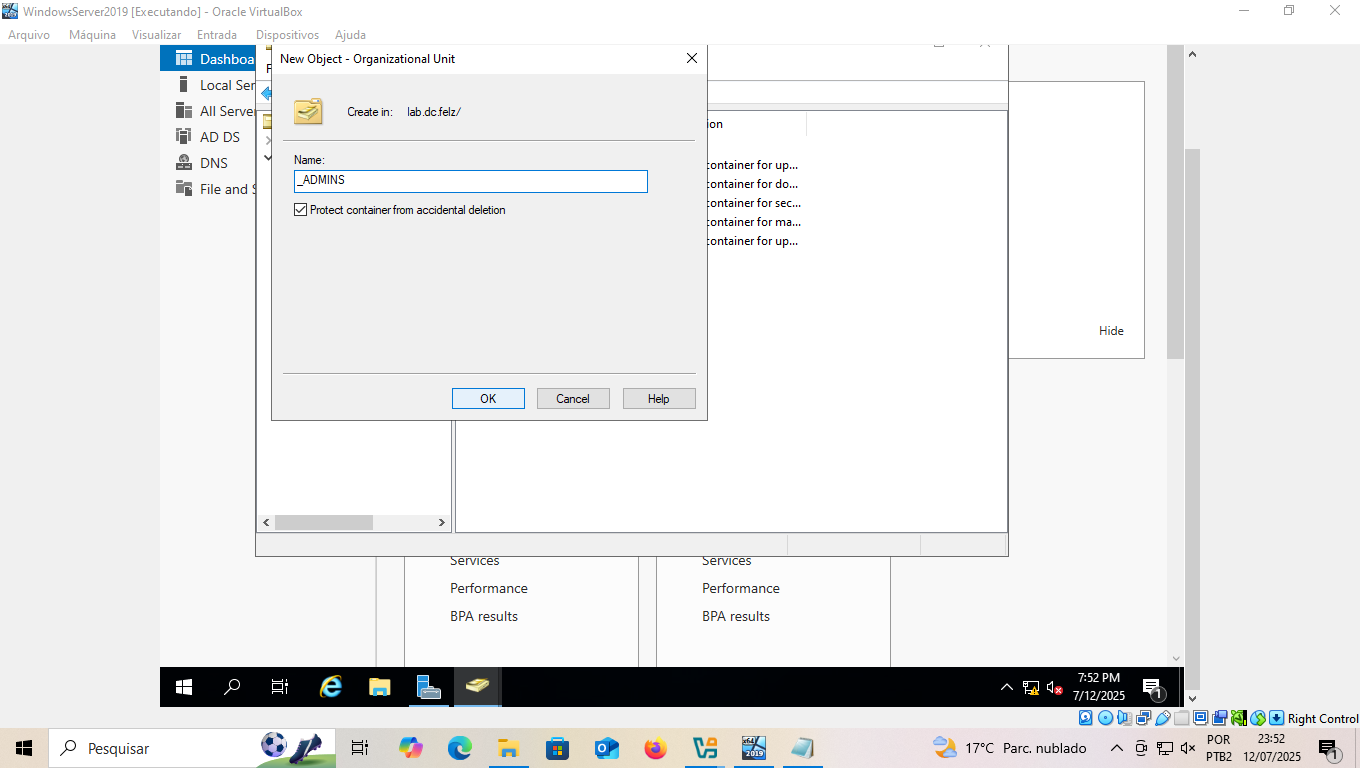 WindowsServer2019 [Executando] - Oracle VirtualBox
Arquivo Máquina Visualizar Entrada Dispositivos Ajuda
Dashboa
Local Ser
All Server
AD DS
DNS
File and S
New Object - Organizational Unit
Create in: lab.dc.felz/
Name:
_ADMINS
Protect container from accidental deletion
OK Cancel Help
ion
container for up...
container for do...
container for sec...
container for ma...
container for up...
Hide
Services Services
Performance Performance
BPA results BPA results
7:52 PM
7/12/2025
1
Right Control
Pesquisar
17°C Parc. nublado
POR
PTB2
23:52
12/07/2025
1